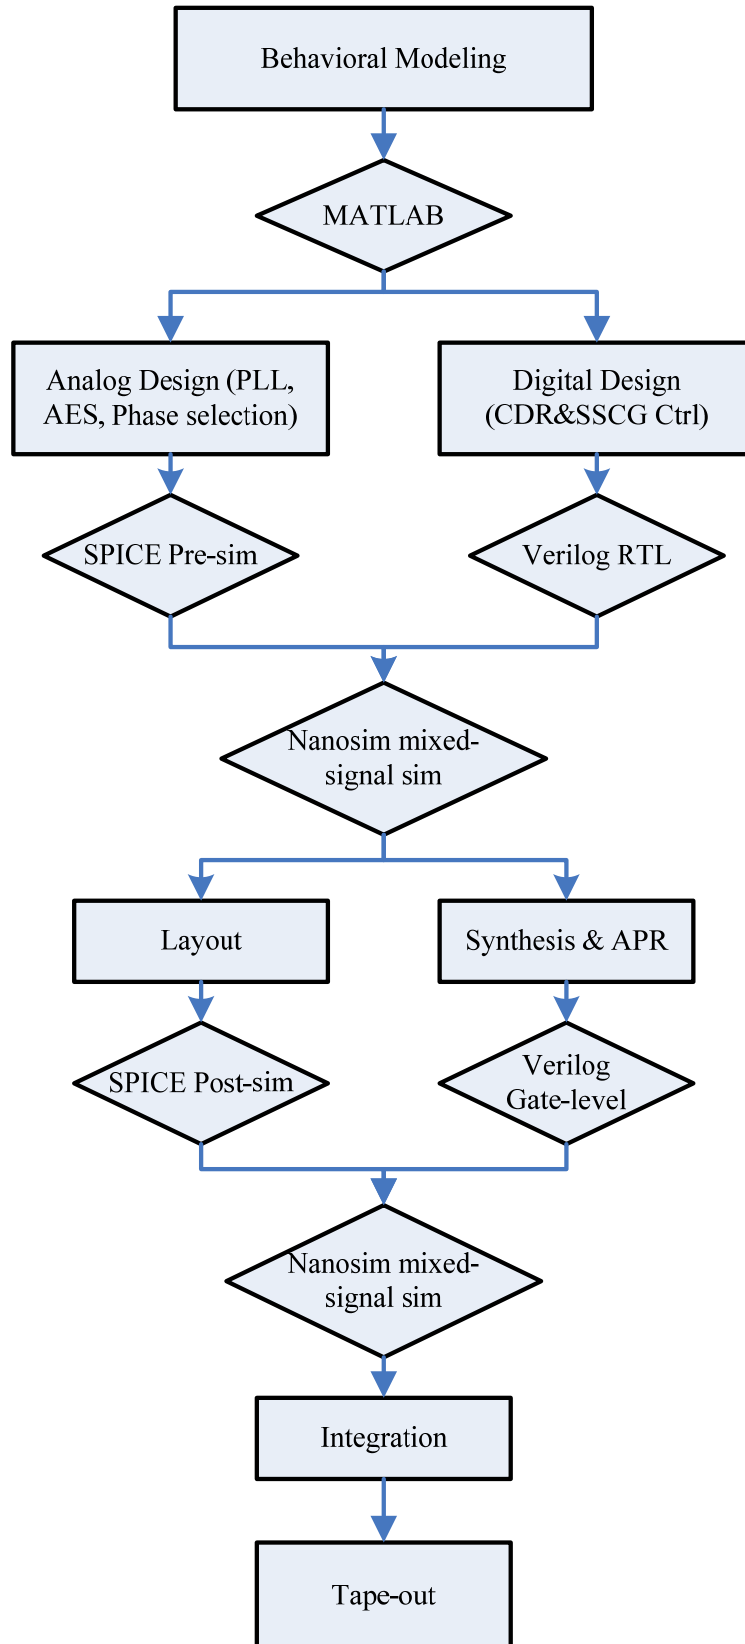 Behavioral Modeling
MATLAB
Analog Design (PLL,
AES, Phase selection)
Digital Design
(CDR&SSCG Ctrl)
SPICE Pre-sim
Verilog RTL
Nanosim mixed-
signal sim
Layout
Synthesis & APR
SPICE Post-sim
Verilog
Gate-level
Nanosim mixed-
signal sim
Integration
Tape-out